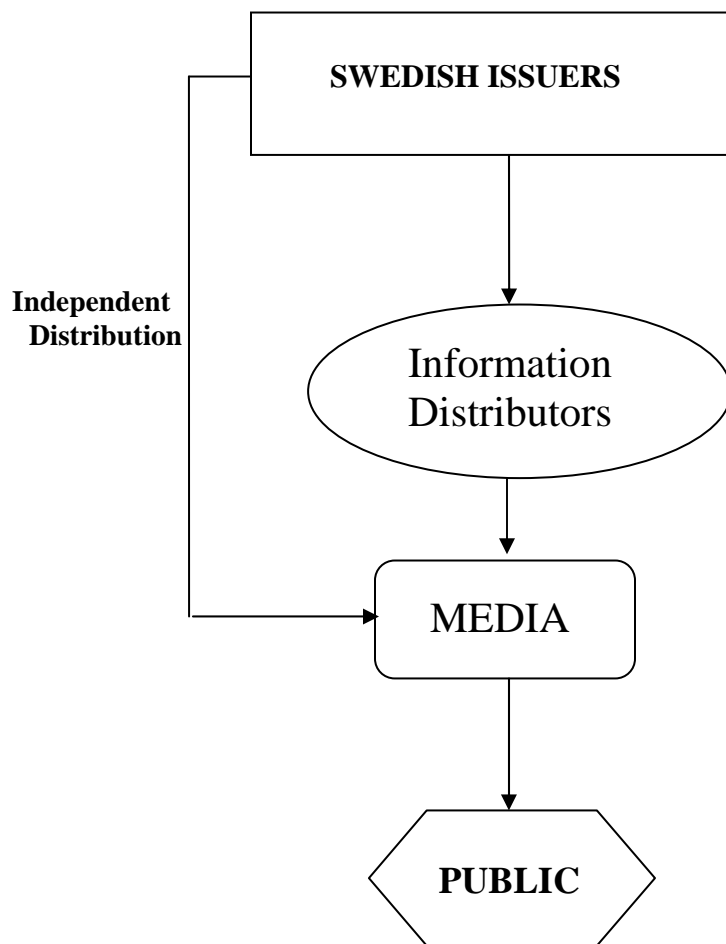 SWEDISH ISSUERS
Independent
Distribution
Information
Distributors
MEDIA
PUBLIC